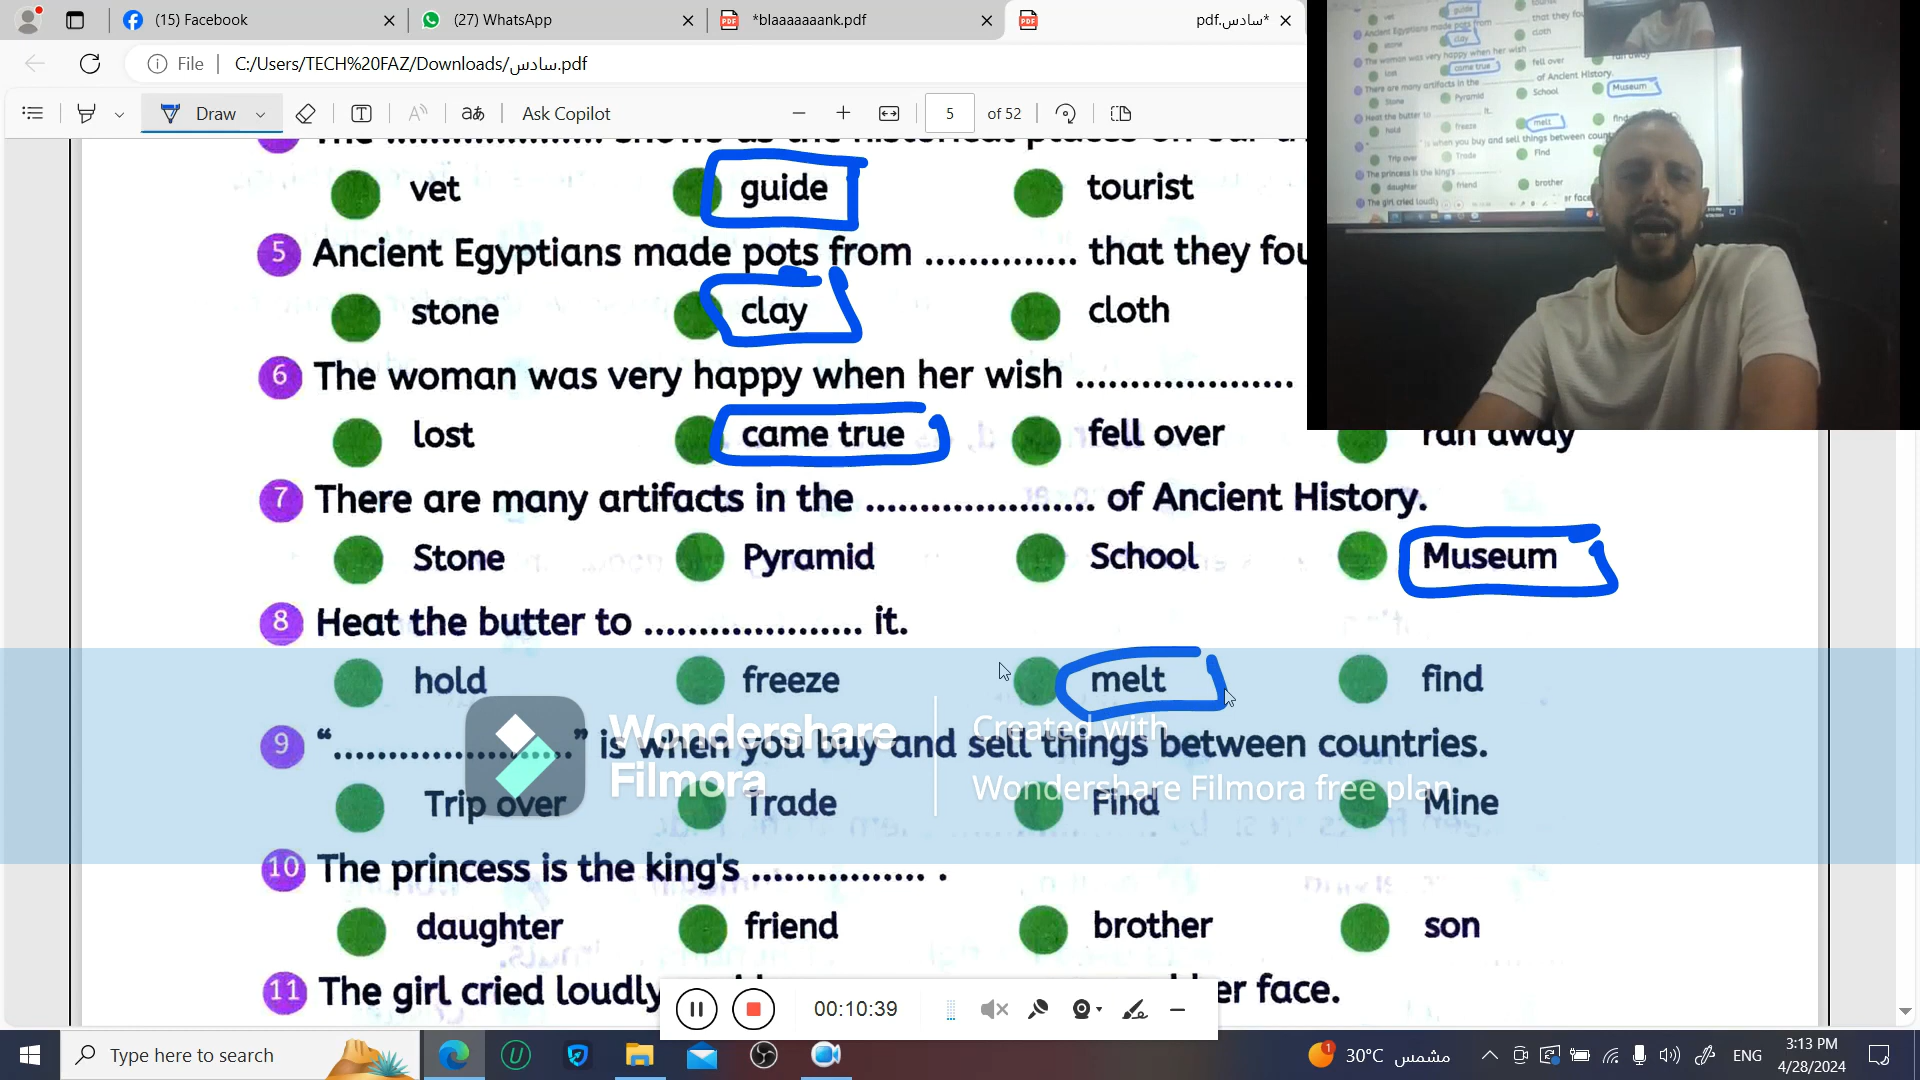 (15) Facebook
(27) WhatsApp
*blaaaaaank.pdf
*سادس.pdf
File
C:/Users/TECH%20FAZ/Downloads/سادس.pdf
Draw
Ask Copilot
5
of 52
vet
guide
tourist
5 Ancient Egyptians made pots from .............. that they fou
stone
clay
cloth
6 The woman was very happy when her wish ....................
lost
came true
fell over
ran away
7 There are many artifacts in the ..................... of Ancient History.
Stone
Pyramid
School
Museum
8 Heat the butter to .................... it.
hold
freeze
melt
find
9 “......................” is when you buy and sell things between countries.
Trip over
Trade
Find
Mine
Wondershare
Filmora
Created with
Wondershare Filmora free plan
10 The princess is the king's ................ .
daughter
friend
brother
son
11 The girl cried loudly
er face.
00:10:39
Type here to search
30°C مشمس
ENG
3:13 PM
4/28/2024